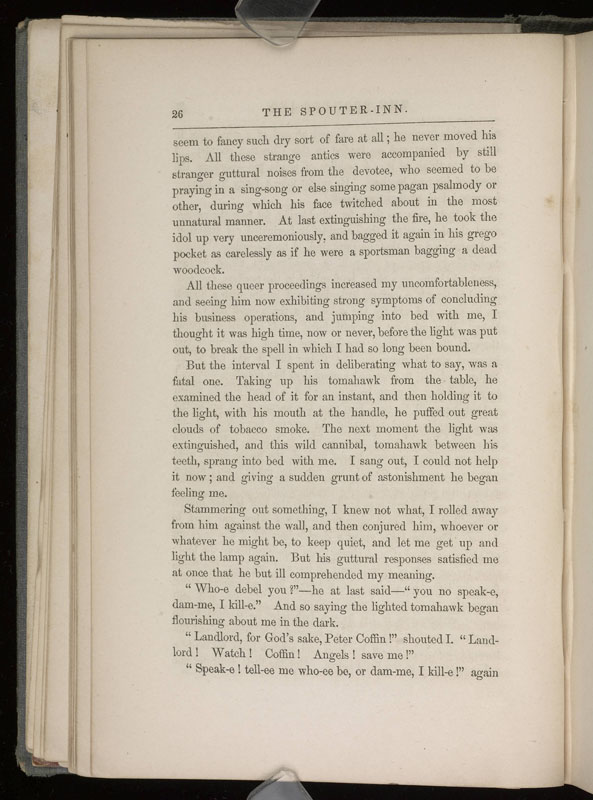 26 THE SPOUTER-INN.
seem to fancy such dry sort of fare at all; he never moved his
lips. All these strange antics were accompanied by still
stranger guttural noises from the devotee, who seemed to be
praying in a sing-song or else singing some pagan psalmody or
other, during which his face twitched about in the most
unnatural manner. At last extinguishing the fire, he took the
idol up very unceremoniously, and bagged it again in his grego
pocket as carelessly as if he were a sportsman bagging a dead
woodcock.
All these queer proceedings increased my uncomfortableness,
and seeing him now exhibiting strong symptoms of concluding
his business operations, and jumping into bed with me, I
thought it was high time, now or never, before the light was put
out, to break the spell in which I had so long been bound.
But the interval I spent in deliberating what to say, was a
fatal one. Taking up his tomahawk from the table, he
examined the head of it for an instant, and then holding it to
the light, with his mouth at the handle, he puffed out great
clouds of tobacco smoke. The next moment the light was
extinguished, and this wild cannibal, tomahawk between his
teeth, sprang into bed with me. I sang out, I could not help
it now; and giving a sudden grunt of astonishment he began
feeling me.
Stammering out something, I knew not what, I rolled away
from him against the wall, and then conjured him, whoever or
whatever he might be, to keep quiet, and let me get up and
light the lamp again. But his guttural responses satisfied me
at once that he but ill comprehended my meaning.
"Who-e debel you?"—he at last said—"you no speak-e,
dam-me, I kill-e." And so saying the lighted tomahawk began
flourishing about me in the dark.
"Landlord, for God's sake, Peter Coffin!" shouted I. "Land-
lord! Watch! Coffin! Angels! save me!"
"Speak-e! tell-ee me who-ee be, or dam-me, I kill-e!" again